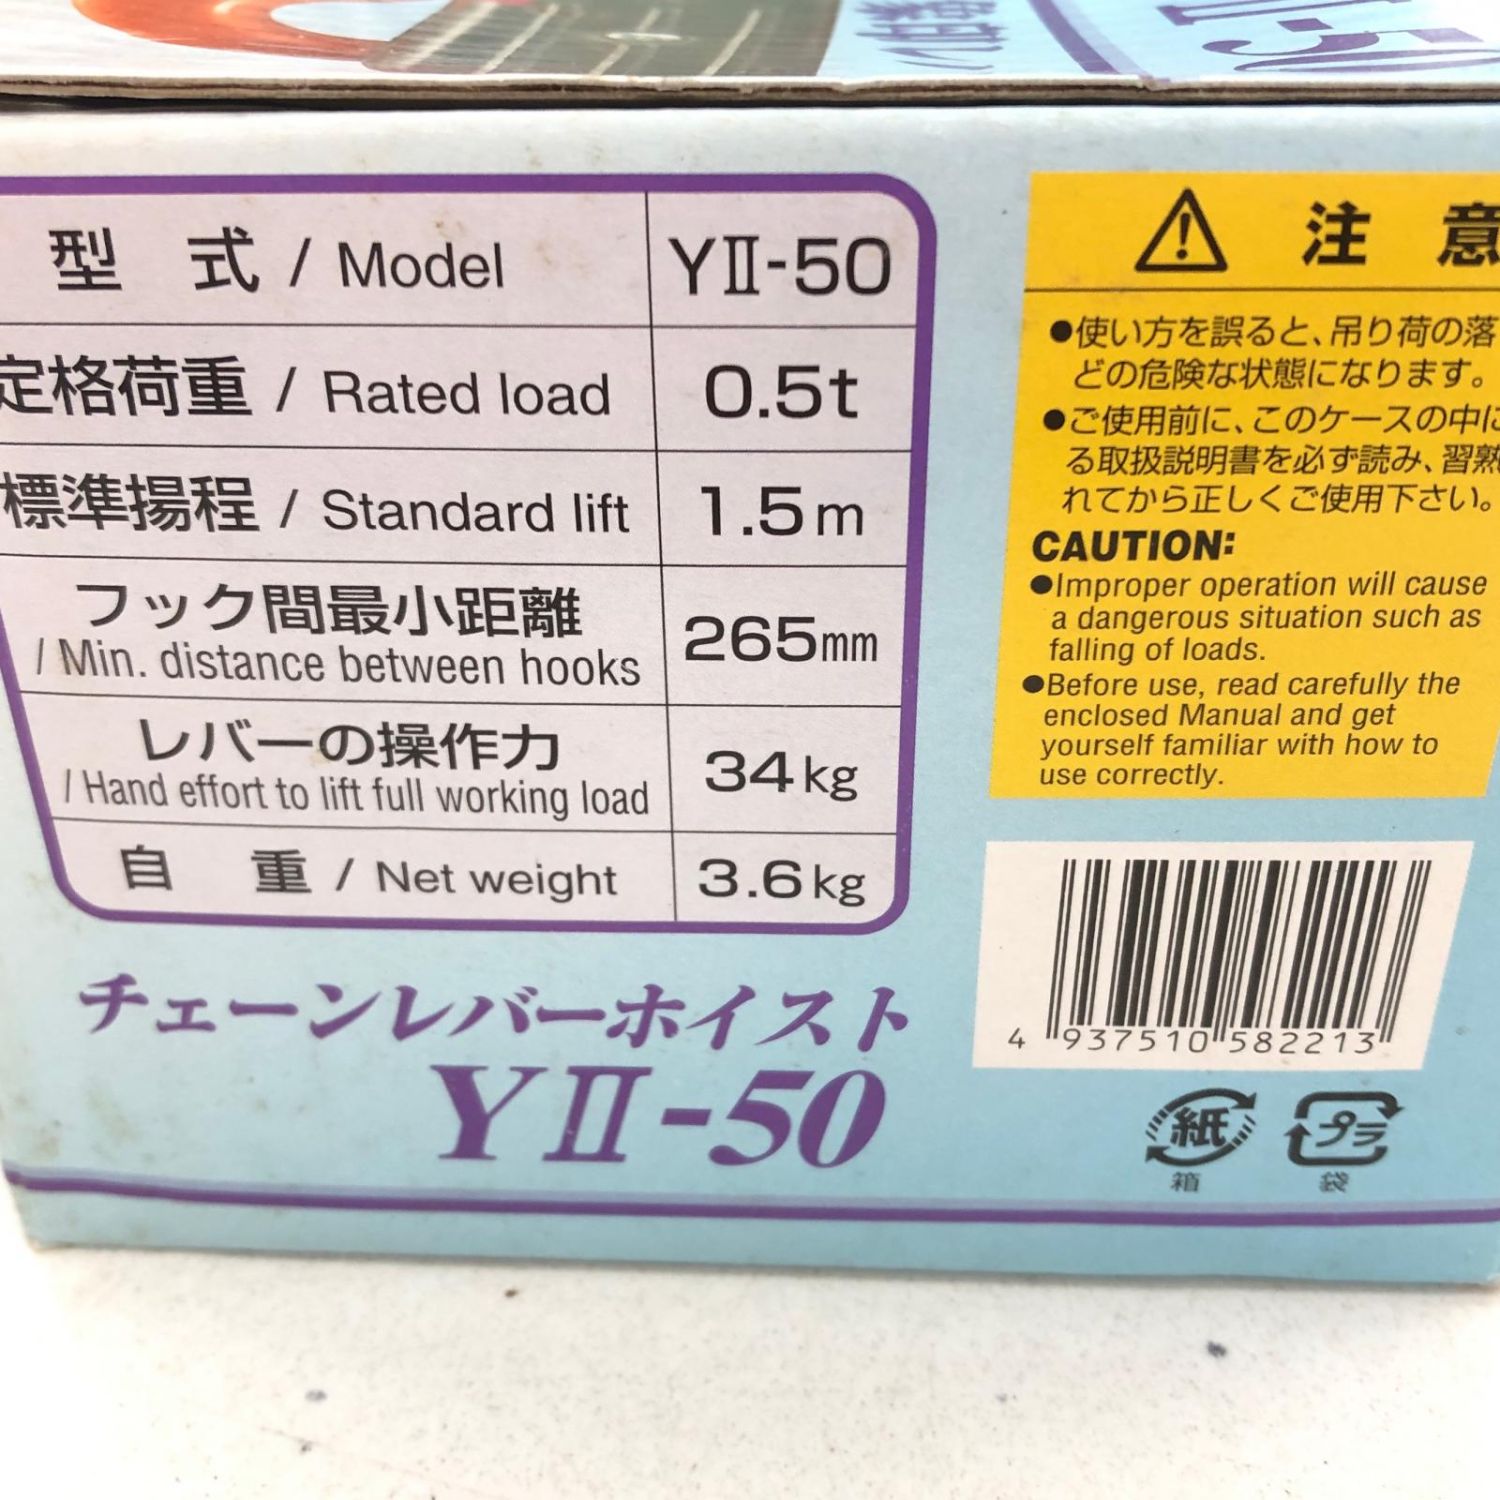 II-50
型 式 / Model YⅡ-50
定格荷重 / Rated load 0.5t
標準揚程 / Standard lift 1.5m
フック間最小距離
/ Min. distance between hooks 265mm
レバーの操作力
/ Hand effort to lift full working load 34kg
自 重 / Net weight 3.6kg
チェーンレバーホイスト
YⅡ-50
注 意
●使い方を誤ると、吊り荷の落
どの危険な状態になります。
●ご使用前に、このケースの中に
る取扱説明書を必ず読み、習熟
れてから正しくご使用下さい。
CAUTION:
●Improper operation will cause
a dangerous situation such as
falling of loads.
●Before use, read carefully the
enclosed Manual and get
yourself familiar with how to
use correctly.
4 937510 582213
紙 プラ
箱 袋